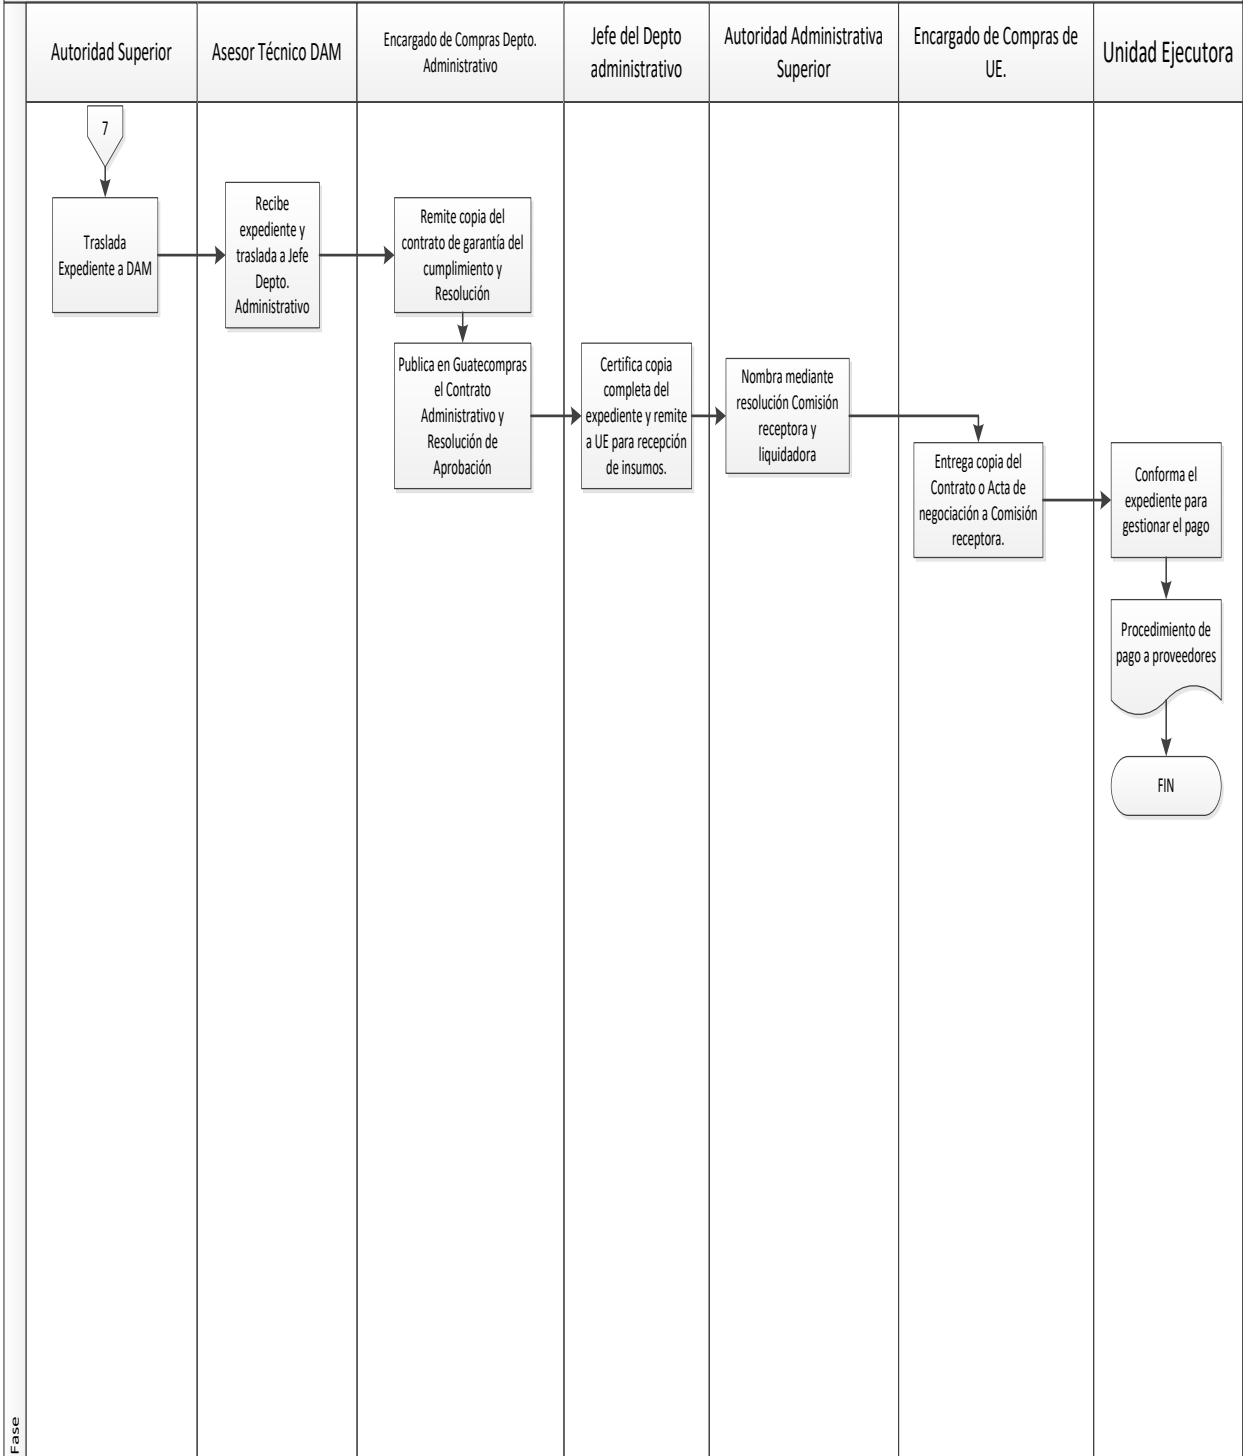 Autoridad Superior
Asesor Técnico DAM
Encargado de Compras Depto.
Administrativo
Jefe del Depto
administrativo
Autoridad Administrativa
Superior
Encargado de Compras de
UE.
Unidad Ejecutora
7
Traslada
Expediente a DAM
Recibe
expediente y
traslada a Jefe
Depto.
Administrativo
Remite copia del
contrato de garantía del
cumplimiento y
Resolución
Publica en Guatecompras
el Contrato
Administrativo y
Resolución de
Aprobación
Certifica copia
completa del
expediente y remite
a UE para recepción
de insumos.
Nombra mediante
resolución Comisión
receptora y
liquidadora
Entrega copia del
Contrato o Acta de
negociación a Comisión
receptora.
Conforma el
expediente para
gestionar el pago
Procedimiento de
pago a proveedores
FIN
Fase